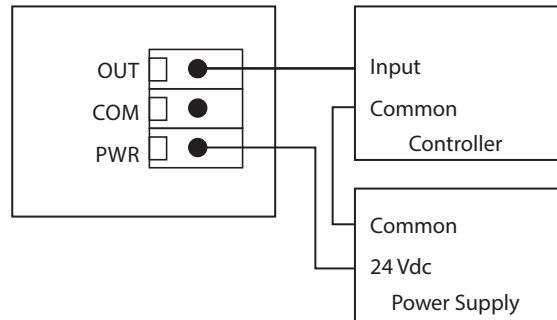 OUT
COM
PWR
Input
Common
Controller
Common
24 Vdc
Power Supply